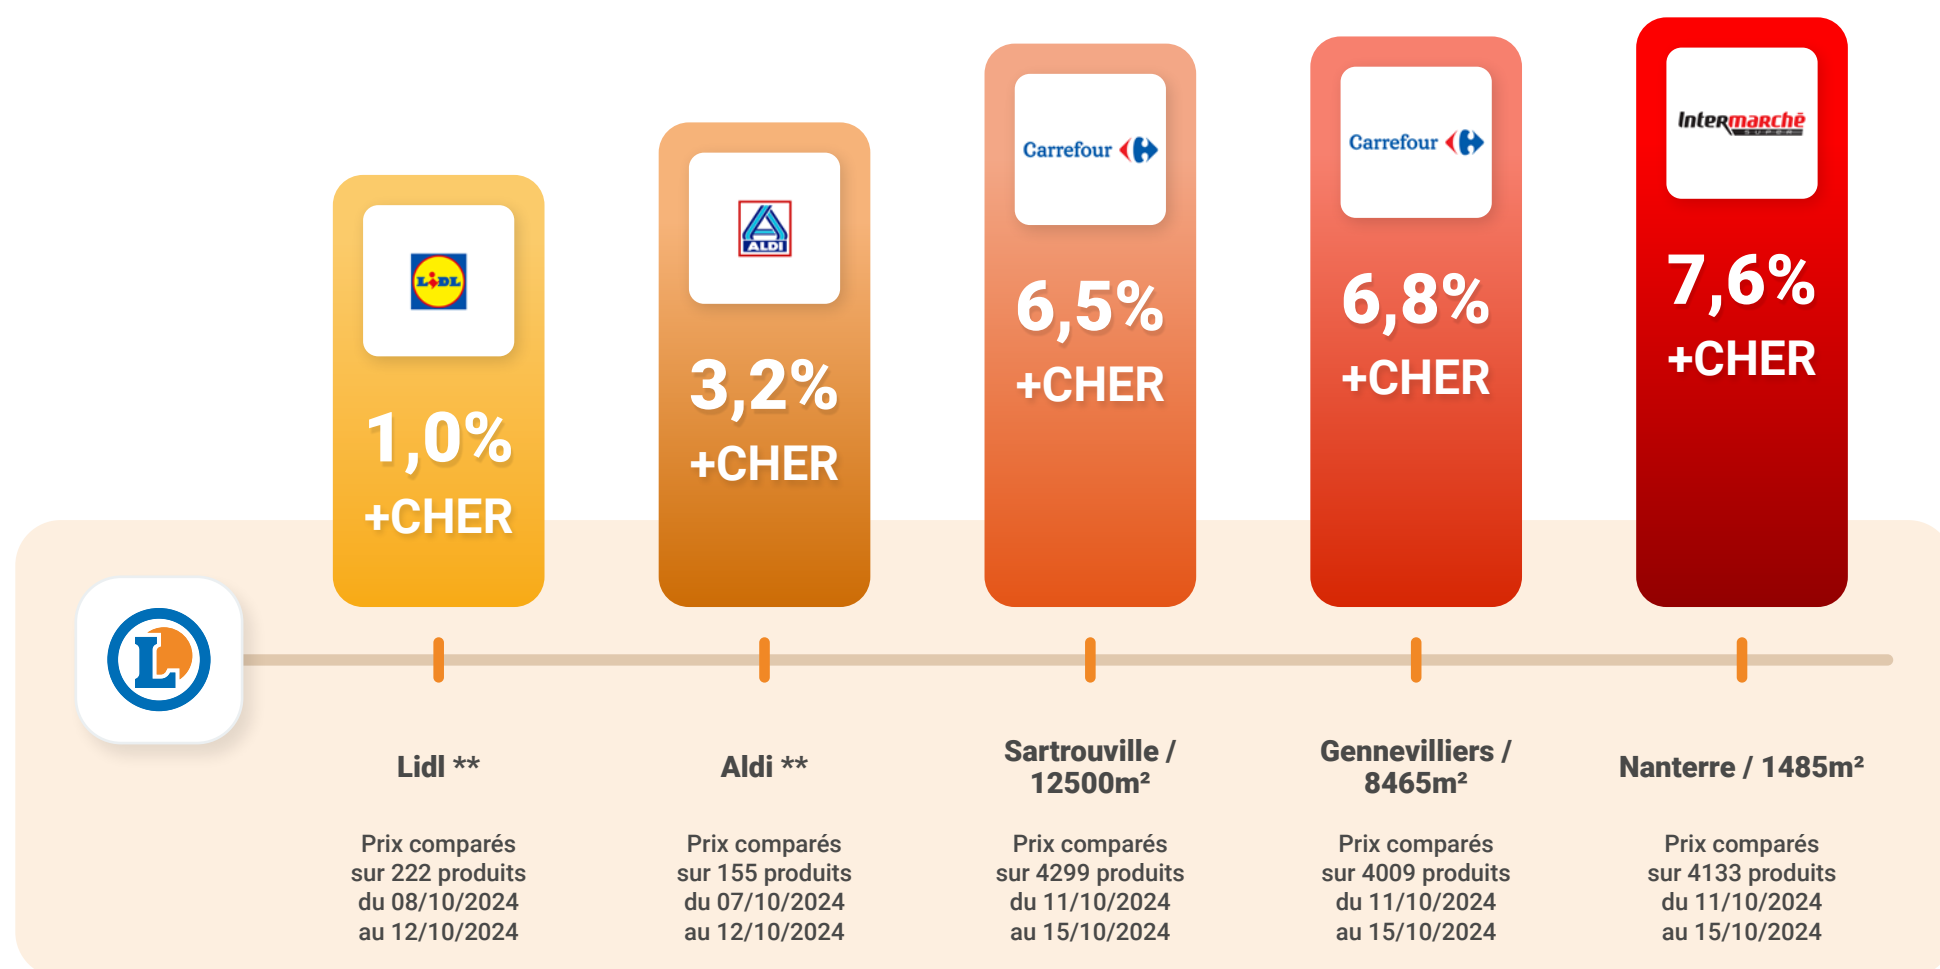 LIDL
1,0%
+CHER
ALDI
3,2%
+CHER
Carrefour
6,5%
+CHER
Carrefour
6,8%
+CHER
Intermarchē
SUPER
7,6%
+CHER
L
Lidl **
Prix comparés
sur 222 produits
du 08/10/2024
au 12/10/2024
Aldi **
Prix comparés
sur 155 produits
du 07/10/2024
au 12/10/2024
Sartrouville /
12500m²
Prix comparés
sur 4299 produits
du 11/10/2024
au 15/10/2024
Gennevilliers /
8465m²
Prix comparés
sur 4009 produits
du 11/10/2024
au 15/10/2024
Nanterre / 1485m²
Prix comparés
sur 4133 produits
du 11/10/2024
au 15/10/2024